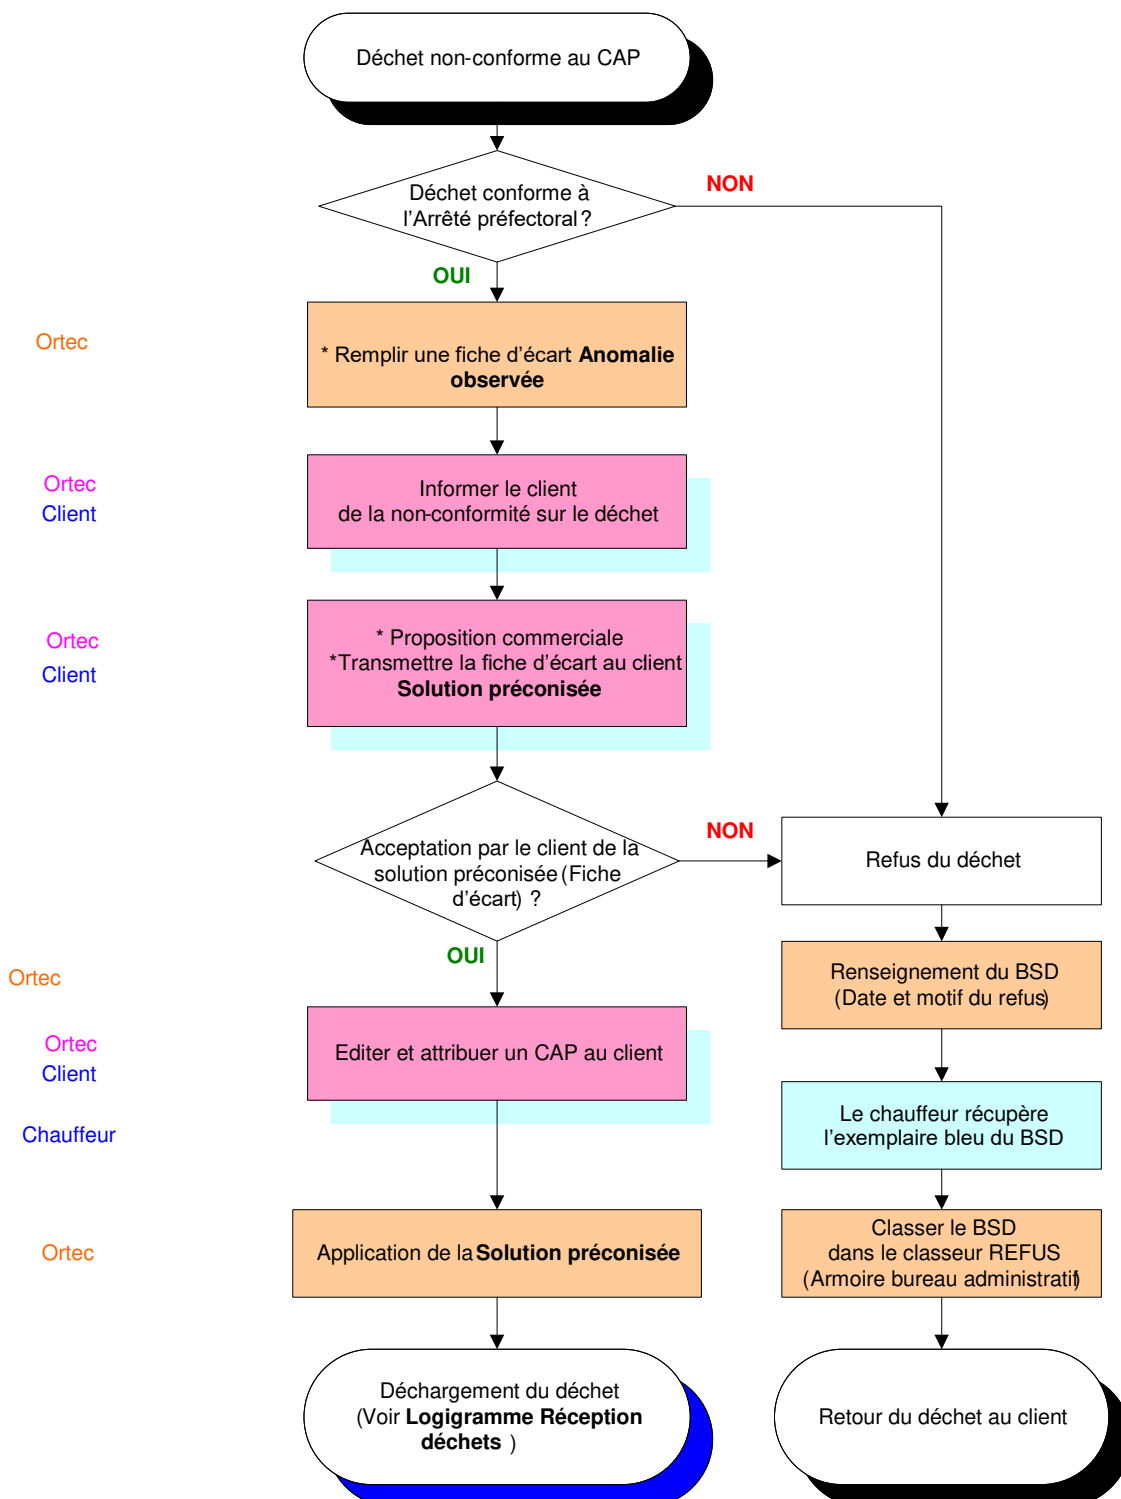 Déchet non-conforme au CAP
Déchet conforme à
l'Arrêté préfectoral ?
NON
OUI
Ortec
* Remplir une fiche d'écart Anomalie
observée
Ortec
Client
Informer le client
de la non-conformité sur le déchet
Ortec
Client
* Proposition commerciale
*Transmettre la fiche d'écart au client
Solution préconisée
Acceptation par le client de la
solution préconisée (Fiche
d'écart) ?
NON
Refus du déchet
OUI
Ortec
Renseignement du BSD
(Date et motif du refus)
Ortec
Client
Editer et attribuer un CAP au client
Chauffeur
Le chauffeur récupère
l'exemplaire bleu du BSD
Ortec
Application de la Solution préconisée
Classer le BSD
dans le classeur REFUS
(Armoire bureau administratif)
Déchargement du déchet
(Voir Logigramme Réception
déchets )
Retour du déchet au client